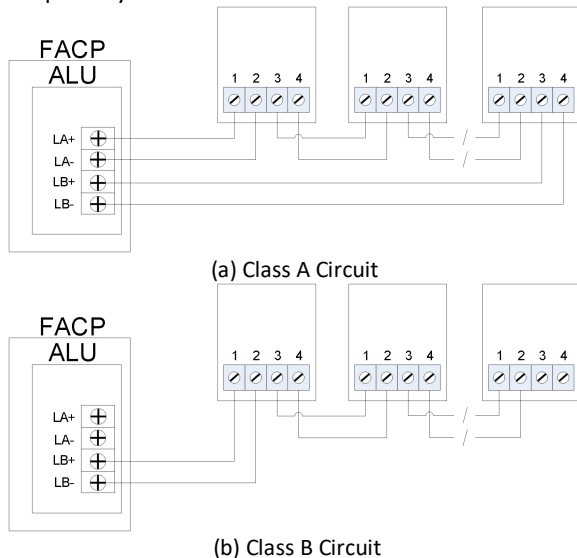 FACP
ALU
1 2 3 4
1 2 3 4
1 2 3 4
LA+
LA-
LB+
LB-
(a) Class A Circuit
FACP
ALU
1 2 3 4
1 2 3 4
1 2 3 4
LA+
LA-
LB+
LB-
(b) Class B Circuit